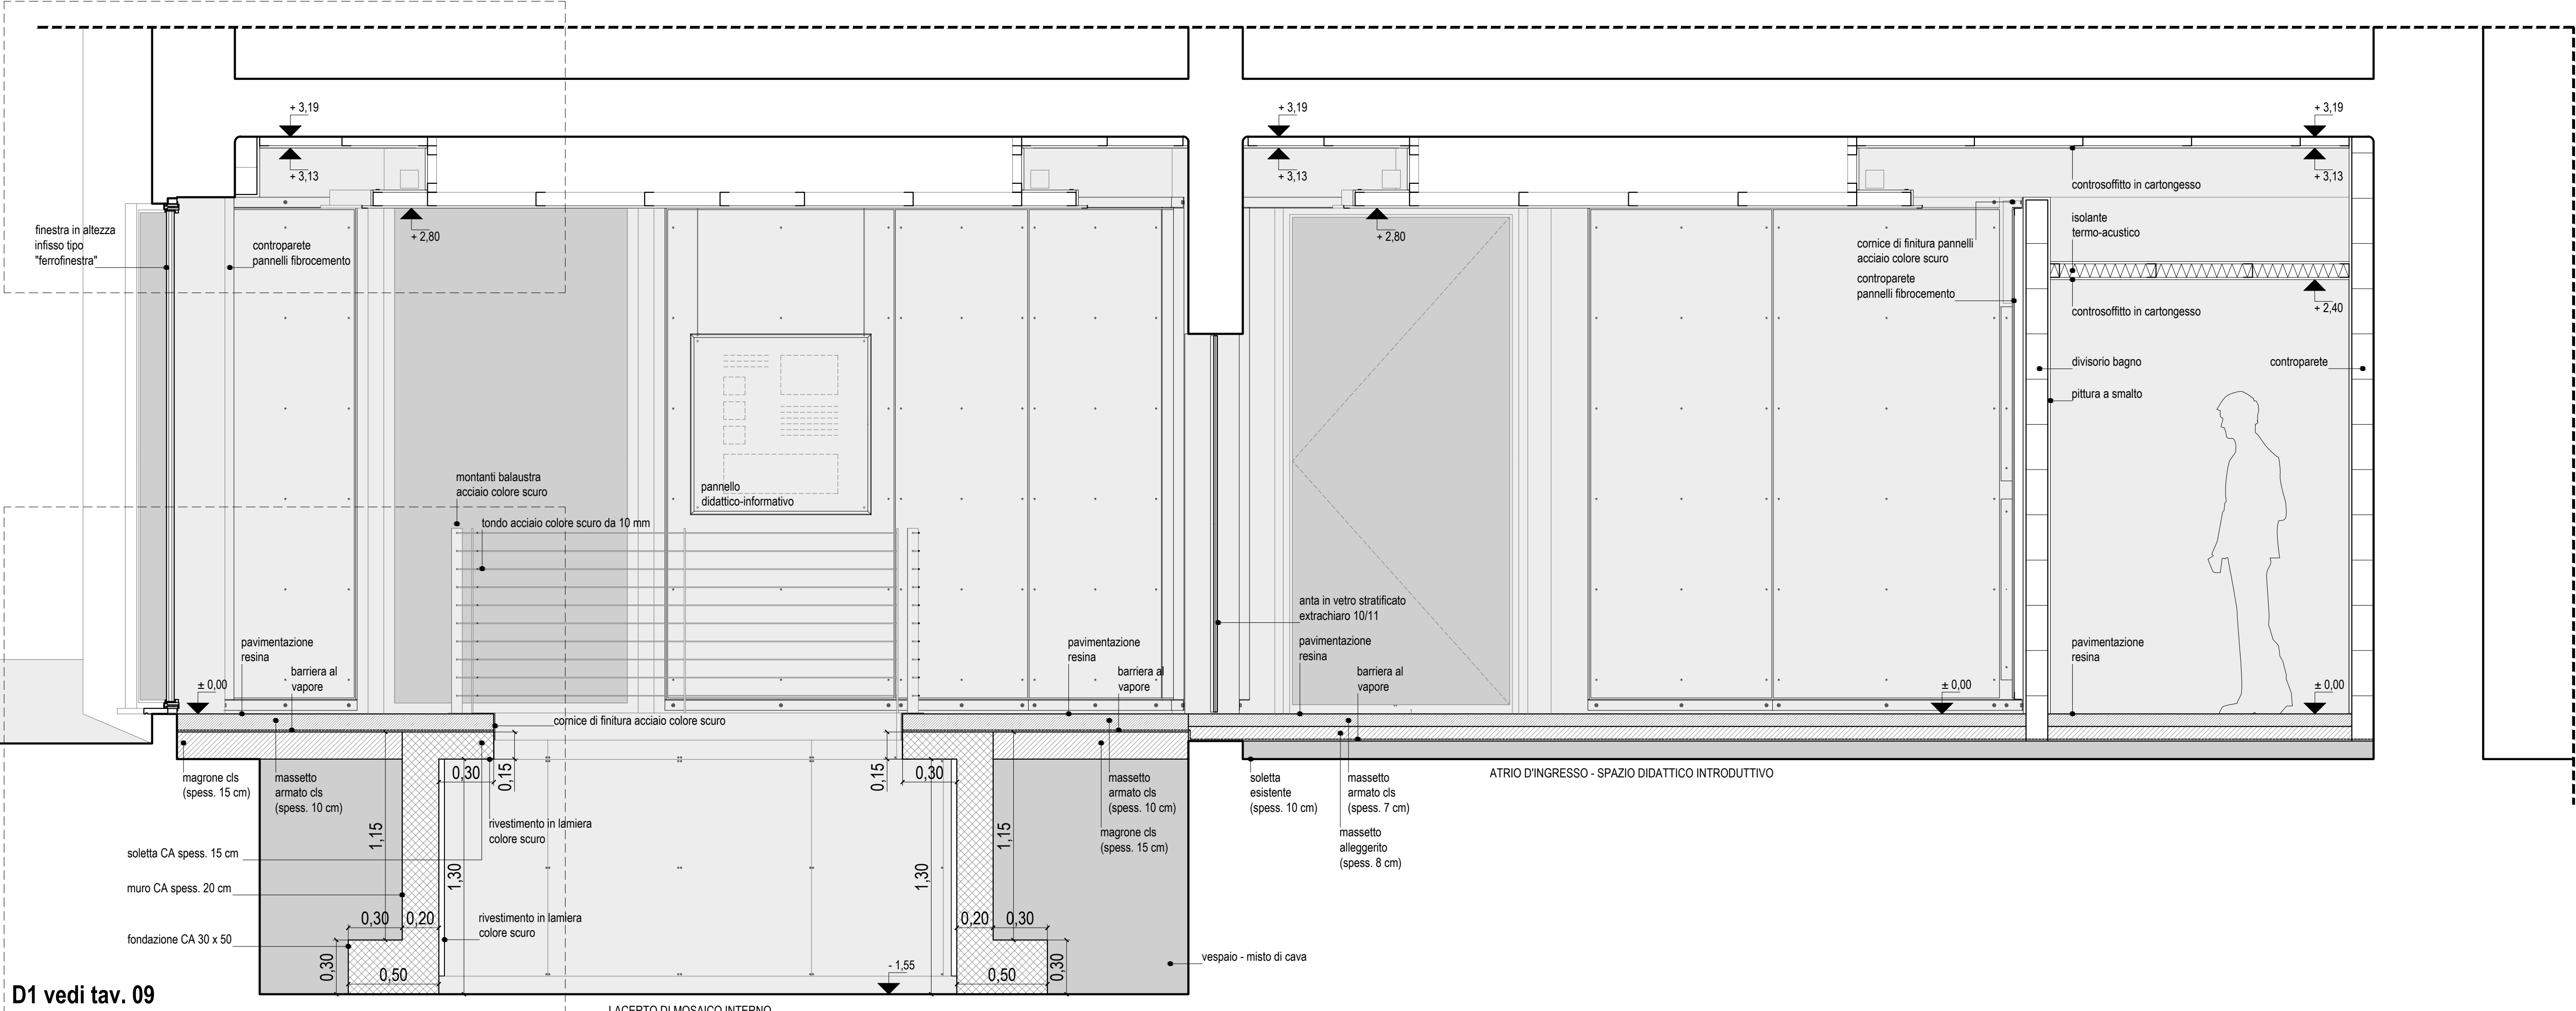 + 3,19
+ 3,19
+ 3,19
+ 3,13
+ 3,13
+ 3,13
controsoffitto in cartongesso
finestra in altezza
infisso tipo
"ferrofinestra"
controparete
pannelli fibrocemento
+ 2,80
+ 2,80
cornice di finitura pannelli
acciaio colore scuro
controparete
pannelli fibrocemento
isolante
termo-acustico
+ 2,40
controsoffitto in cartongesso
divisorio bagno
controparete
pittura a smalto
montanti balaustra
acciaio colore scuro
pannello
didattico-informativo
tondo acciaio colore scuro da 10 mm
anta in vetro stratificato
extrachiaro 10/11
pavimentazione
resina
barriera al
vapore
± 0,00
pavimentazione
resina
barriera al
vapore
pavimentazione
resina
barriera al
vapore
± 0,00
pavimentazione
resina
± 0,00
cornice di finitura acciaio colore scuro
magrone cls
(spess. 15 cm)
massetto
armato cls
(spess. 10 cm)
0,30
0,15
0,15
0,30
massetto
armato cls
(spess. 10 cm)
magrone cls
(spess. 15 cm)
soletta
esistente
(spess. 10 cm)
massetto
armato cls
(spess. 7 cm)
massetto
alleggerito
(spess. 8 cm)
ATRIO D'INGRESSO - SPAZIO DIDATTICO INTRODUTTIVO
rivestimento in lamiera
colore scuro
1,15
1,30
1,30
1,15
soletta CA spess. 15 cm
muro CA spess. 20 cm
0,30
0,20
0,20
0,30
rivestimento in lamiera
colore scuro
fondazione CA 30 x 50
0,30
0,50
- 1,55
0,50
0,30
vespaio - misto di cava
D1 vedi tav. 09
LACERTO DI MOSAICO INTERNO